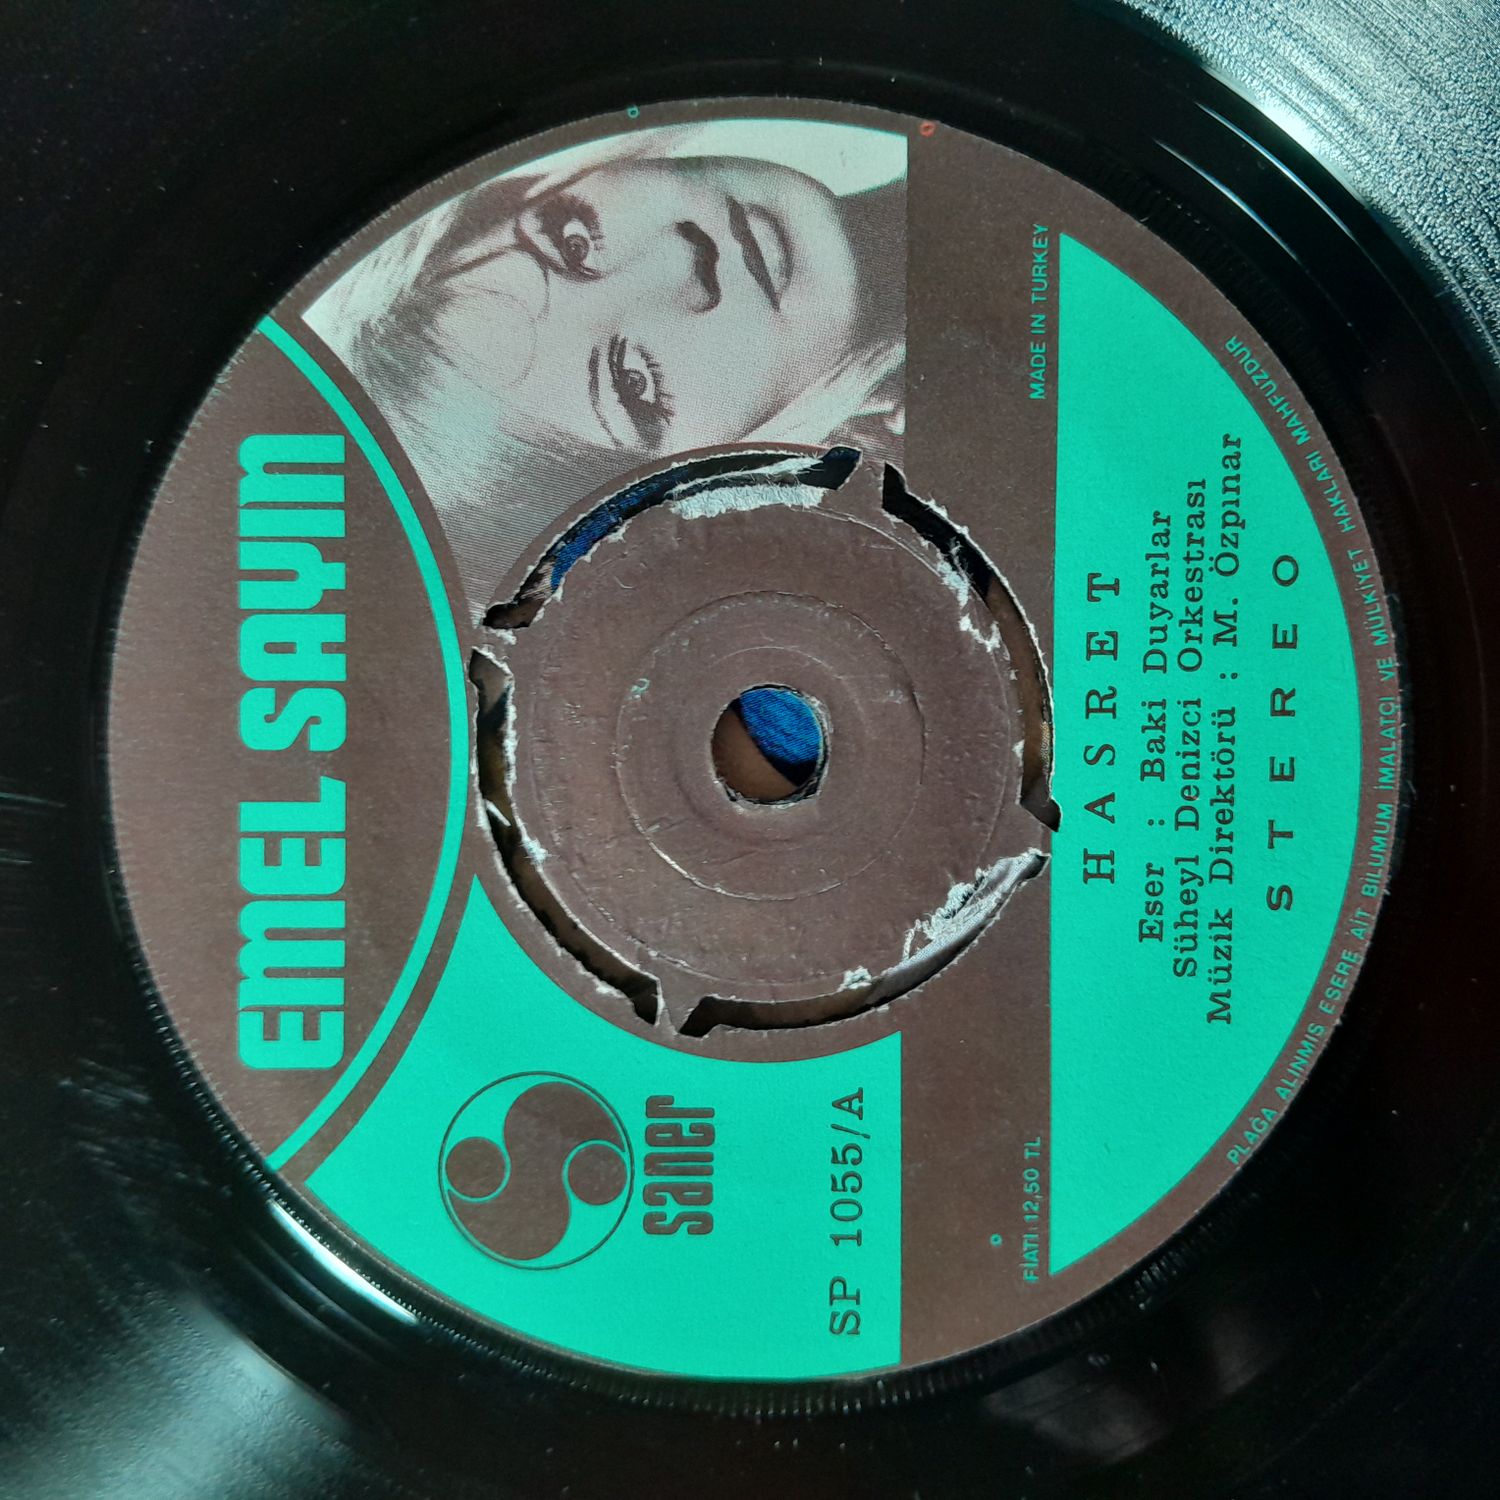 EMEL SAYIN
saner
SP 1055/A
FİATI: 12,50 TL
MADE IN TURKEY
HASRET
Eser : Baki Duyarlar
Süheyl Denizci Orkestrası
Müzik Direktörü : M. Özpınar
STEREO
PLAĞA ALINMIS ESERE AİT BİLUMUM İMALATÇI VE MÜLKİYET HAKLARI MAHFUZDUR